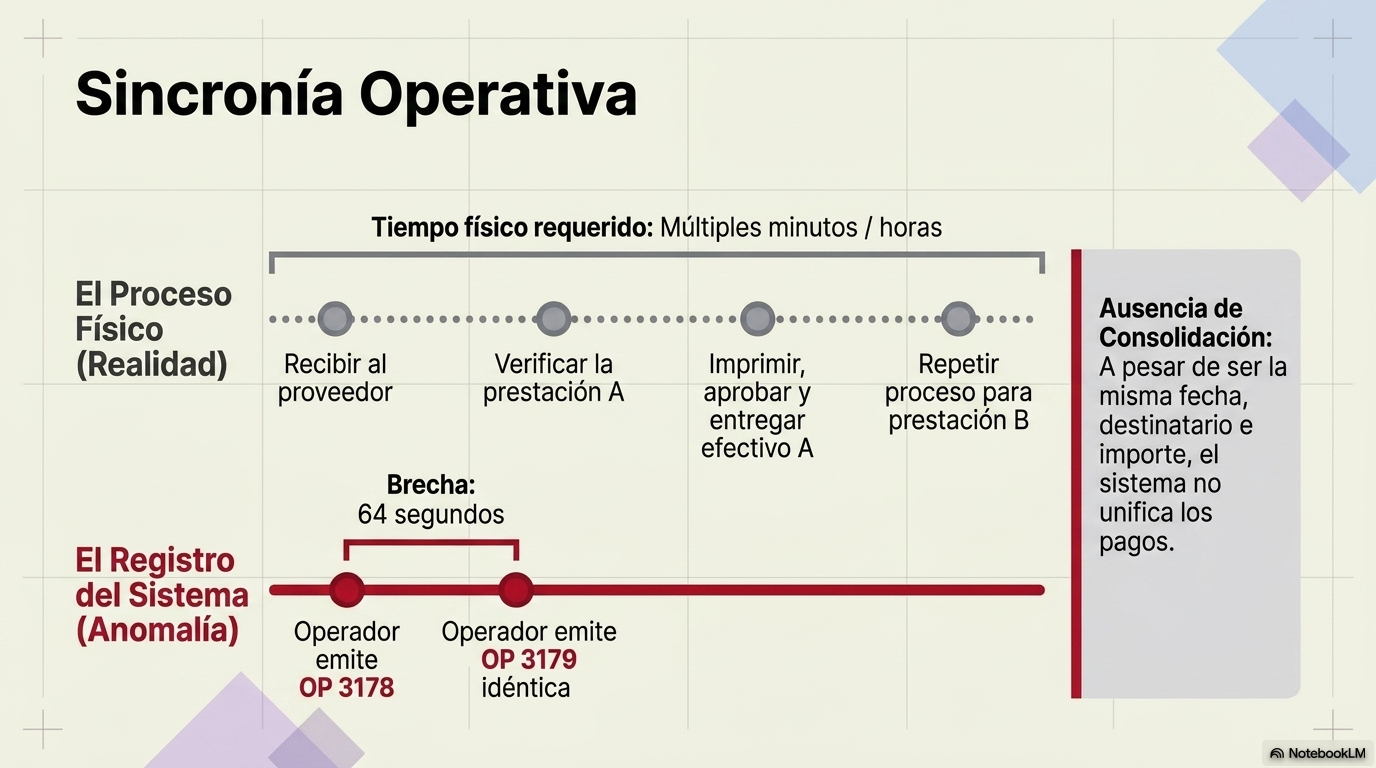 Sincronía Operativa
Tiempo físico requerido: Múltiples minutos / horas
El Proceso
Físico
(Realidad)
Recibir al
proveedor
Verificar la
prestación A
Imprimir,
aprobar y
entregar
efectivo A
Repetir
proceso para
prestación B
Brecha:
64 segundos
El Registro
del Sistema
(Anomalía)
Operador
emite
OP 3178
Operador emite
OP 3179
idéntica
Ausencia de
Consolidación:
A pesar de ser la
misma fecha,
destinatario e
importe, el
sistema no
unifica los
pagos.
NotebookLM